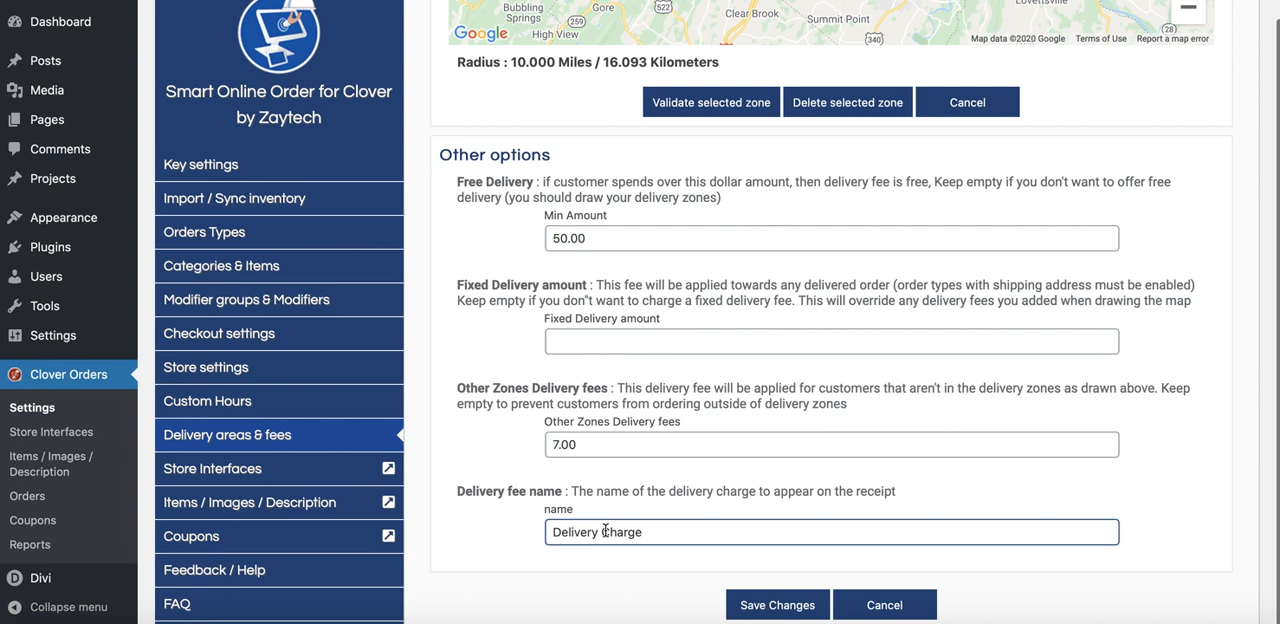 Dashboard
Posts
Media
Pages
Comments
Projects
Appearance
Plugins
Users
Tools
Settings
Clover Orders
Settings
Store Interfaces
Items / Images /
Description
Orders
Coupons
Reports
Divi
Collapse menu
Smart Online Order for Clover
by Zaytech
Key settings
Import / Sync inventory
Orders Types
Categories & Items
Modifier groups & Modifiers
Checkout settings
Store settings
Custom Hours
Delivery areas & fees
Store Interfaces
Items / Images / Description
Coupons
Feedback / Help
FAQ
Bubbling
Springs
Gore
522
Clear Brook
Lovettsville
259
Summit Point
High View
340
28
Google
Map data ©2020 Google
Terms of Use
Report a map error
Radius : 10.000 Miles / 16.093 Kilometers
Validate selected zone
Delete selected zone
Cancel
Other options
Free Delivery : if customer spends over this dollar amount, then delivery fee is free, Keep empty if you don't want to offer free
delivery (you should draw your delivery zones)
Min Amount
50.00
Fixed Delivery amount : This fee will be applied towards any delivered order (order types with shipping address must be enabled)
Keep empty if you don"t want to charge a fixed delivery fee. This will override any delivery fees you added when drawing the map
Fixed Delivery amount
Other Zones Delivery fees : This delivery fee will be applied for customers that aren't in the delivery zones as drawn above. Keep
empty to prevent customers from ordering outside of delivery zones
Other Zones Delivery fees
7.00
Delivery fee name : The name of the delivery charge to appear on the receipt
name
Delivery Charge
Save Changes
Cancel